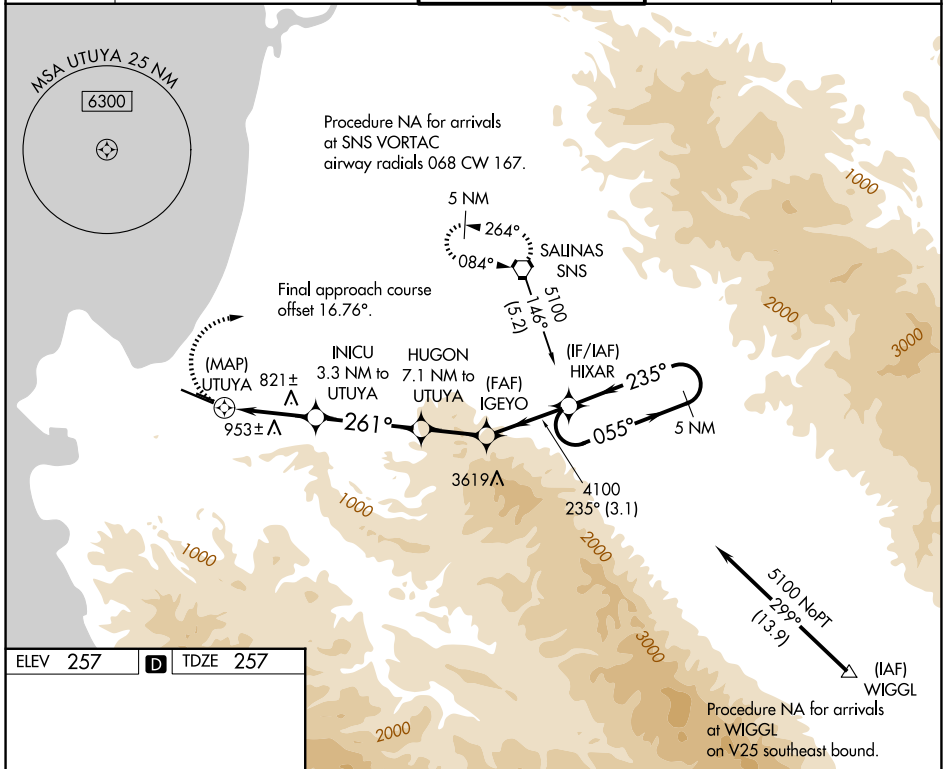 MSA UTUYA 25 NM
6300
Procedure NA for arrivals
at SNS VORTAC
airway radials 068 CW 167.
5 NM
264°
084°
SALINAS
SNS
5100
146°
(5.2)
Final approach course
offset 16.76°.
(MAP)
UTUYA
821±
953±
INICU
3.3 NM to
UTUYA
261°
HUGON
7.1 NM to
UTUYA
(FAF)
IGEYO
(IF/IAF)
HIXAR
235°
055°
5 NM
3619
4100
235° (3.1)
1000
2000
3000
1000
1000
2000
3000
2000
5100 NoPT
299°
(13.9)
(IAF)
WIGGL
Procedure NA for arrivals
at WIGGL
on V25 southeast bound.
ELEV 257 D TDZE 257